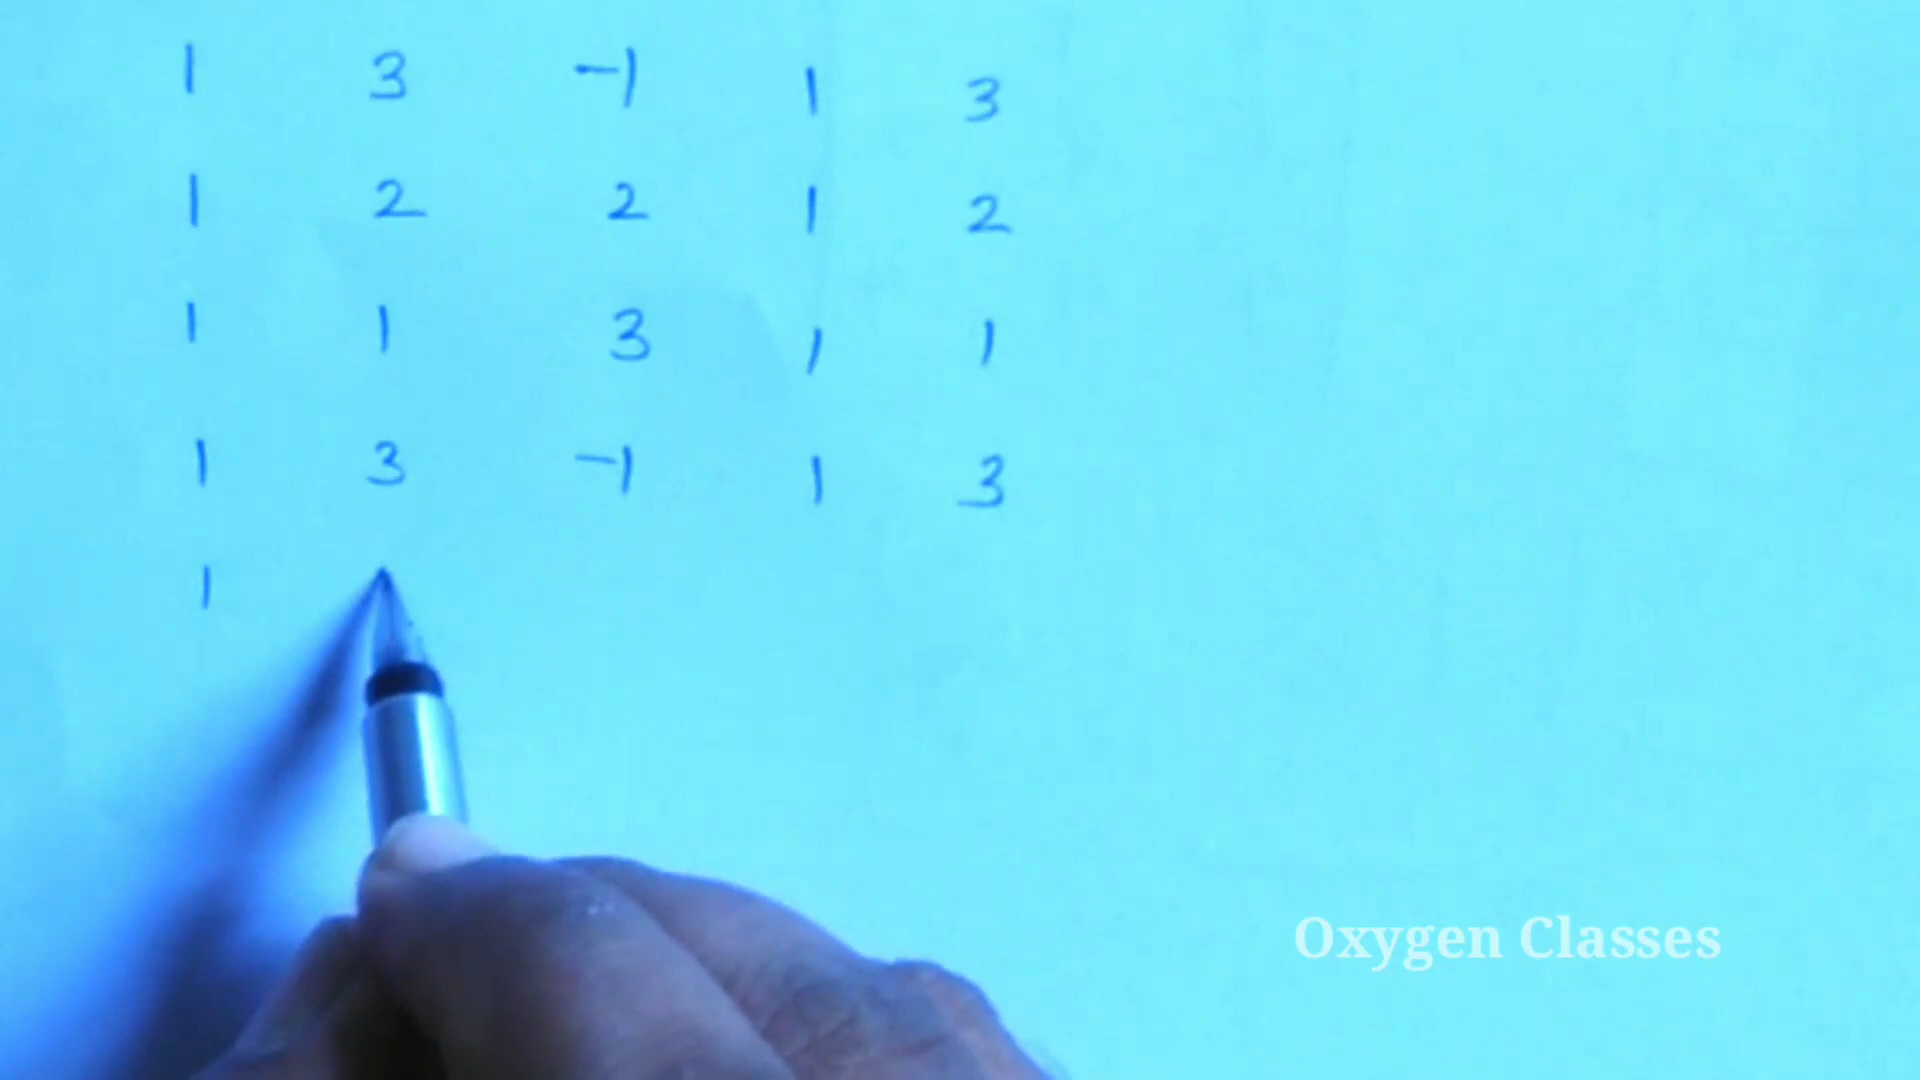 1 3 -1 1 3
1 2 2 1 2
1 1 3 1 1
1 3 -1 1 3
1
Oxygen Classes